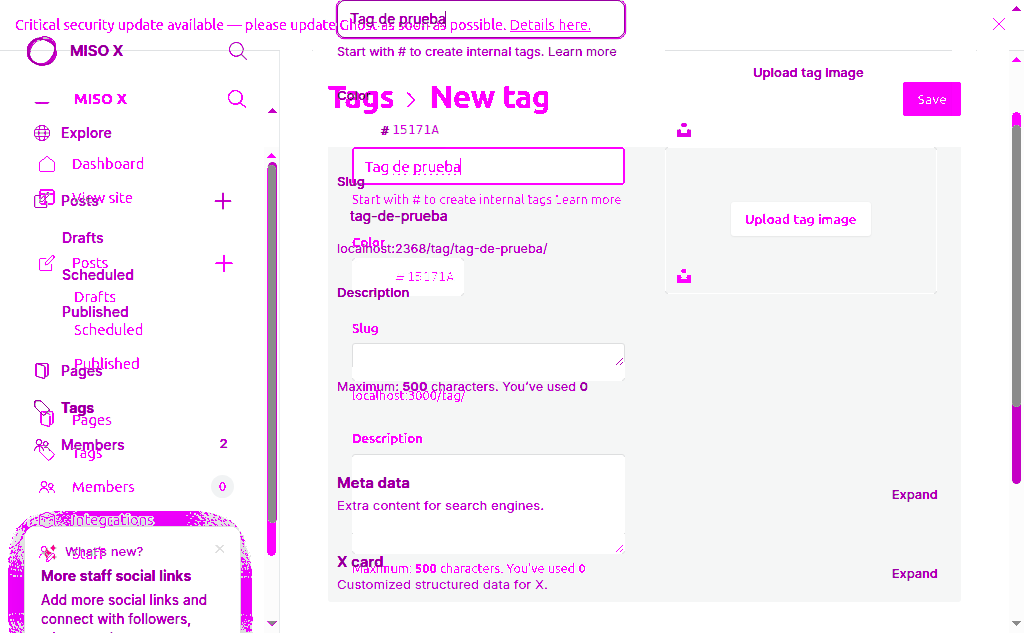 Critical security update available — please update Ghost as soon as possible. Details here.
Tag de prueba
MISO X
Start with # to create internal tags. Learn more
Upload tag image
MISO X
Color
Tags > New tag
Save
# 15171A
Explore
Dashboard
Tag de prueba
Slug
View site
Posts
Start with # to create internal tags. Learn more
tag-de-prueba
Upload tag image
Drafts
Color
localhost:2368/tag/tag-de-prueba/
Posts
Scheduled
# 15171A
Description
Drafts
Published
Scheduled
Slug
Published
Pages
Maximum: 500 characters. You've used 0
localhost:3000/tag/
Tags
Pages
Members 2
Description
Tags
Meta data
Members 0
Expand
Extra content for search engines.
Integrations
What's new?
Staff
X card
Maximum: 500 characters. You've used 0
More staff social links
Expand
Customized structured data for X.
Add more social links and
connect with followers,